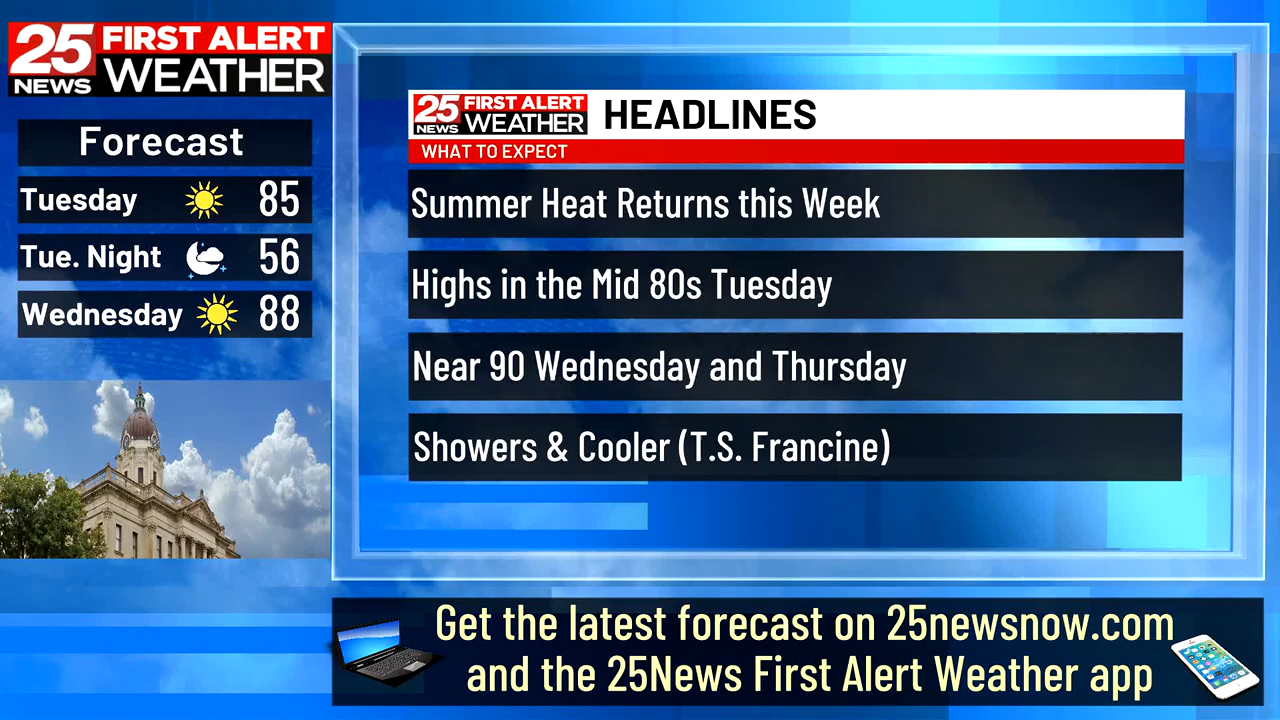 25 NEWS FIRST ALERT WEATHER
Forecast
Tuesday 85
Tue. Night 56
Wednesday 88
25 NEWS FIRST ALERT WEATHER HEADLINES
WHAT TO EXPECT
Summer Heat Returns this Week
Highs in the Mid 80s Tuesday
Near 90 Wednesday and Thursday
Showers & Cooler (T.S. Francine)
Get the latest forecast on 25newsnow.com
and the 25News First Alert Weather app